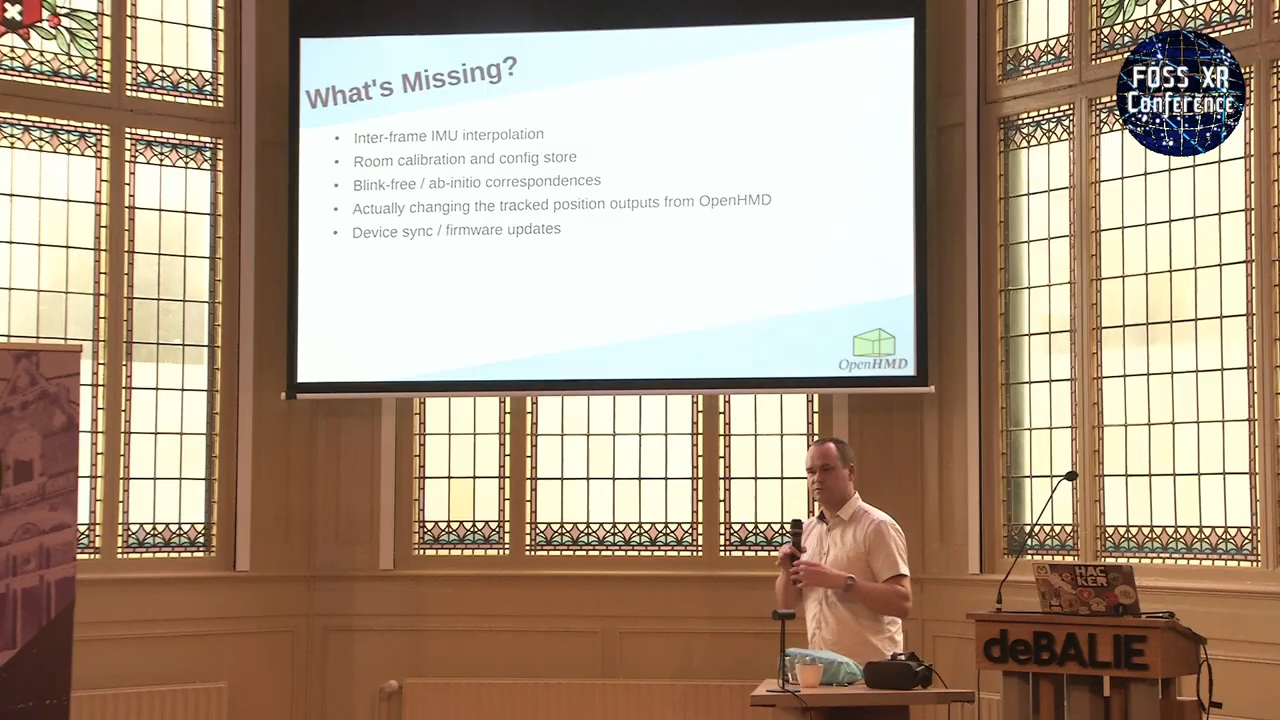 What's Missing?
• Inter-frame IMU interpolation
• Room calibration and config store
• Blink-free / ab-initio correspondences
• Actually changing the tracked position outputs from OpenHMD
• Device sync / firmware updates
OpenHMD
FOSS XR
Conference
HAC
KER
deBALIE